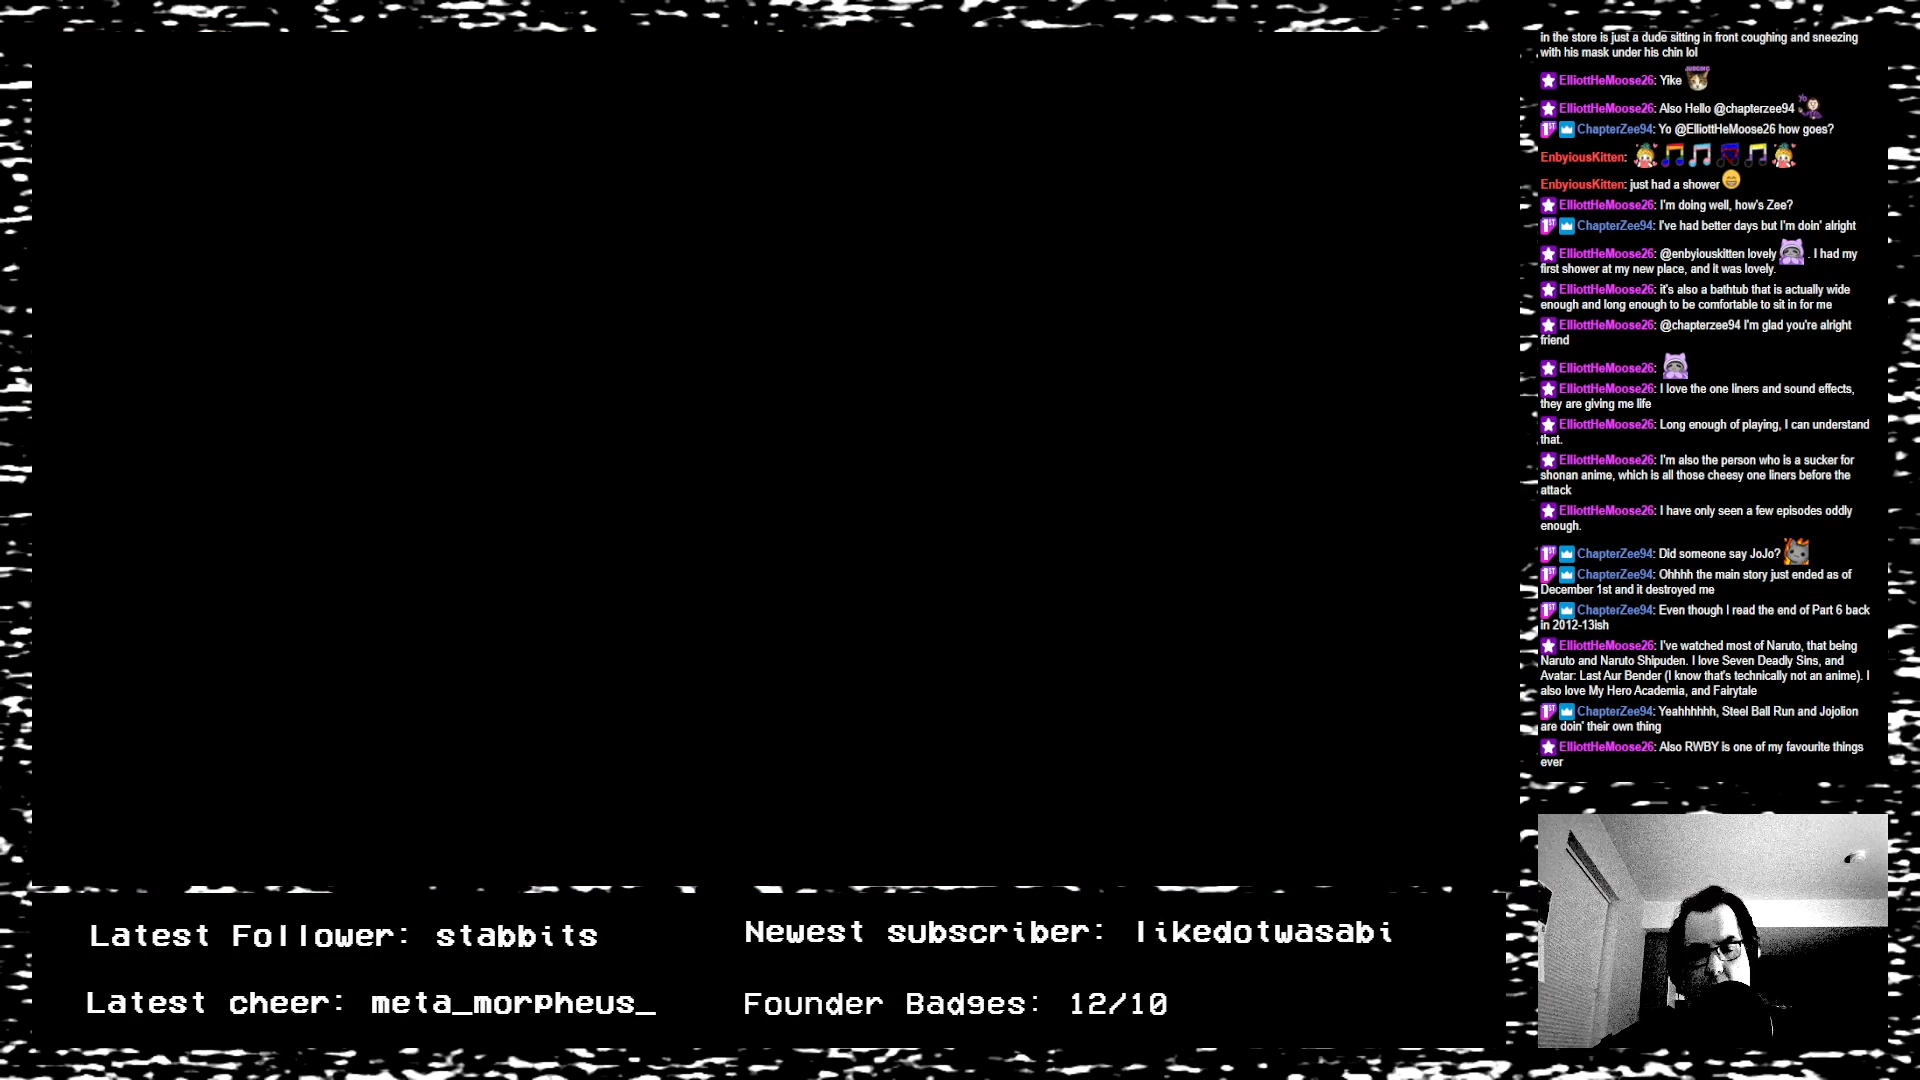 in the store is just a dude sitting in front coughing and sneezing
with his mask under his chin lol
ElliottHeMoose26: Yike
ElliottHeMoose26: Also Hello @chapterzee94
ChapterZee94: Yo @ElliottHeMoose26 how goes?
EnbyiousKitten:
EnbyiousKitten: just had a shower
ElliottHeMoose26: I'm doing well, how's Zee?
ChapterZee94: I've had better days but I'm doin' alright
ElliottHeMoose26: @enbyiouskitten lovely . I had my
first shower at my new place, and it was lovely.
ElliottHeMoose26: it's also a bathtub that is actually wide
enough and long enough to be comfortable to sit in for me
ElliottHeMoose26: @chapterzee94 I'm glad you're alright
friend
ElliottHeMoose26:
ElliottHeMoose26: I love the one liners and sound effects,
they are giving me life
ElliottHeMoose26: Long enough of playing, I can understand
that.
ElliottHeMoose26: I'm also the person who is a sucker for
shonan anime, which is all those cheesy one liners before the
attack
ElliottHeMoose26: I have only seen a few episodes oddly
enough.
ChapterZee94: Did someone say JoJo?
ChapterZee94: Ohhhh the main story just ended as of
December 1st and it destroyed me
ChapterZee94: Even though I read the end of Part 6 back
in 2012-13ish
ElliottHeMoose26: I've watched most of Naruto, that being
Naruto and Naruto Shipuden. I love Seven Deadly Sins, and
Avatar: Last Aur Bender (I know that's technically not an anime). I
also love My Hero Academia, and Fairytale
ChapterZee94: Yeahhhhhh, Steel Ball Run and Jojolion
are doin' their own thing
ElliottHeMoose26: Also RWBY is one of my favourite things
ever
Latest Follower: stabbits
Newest subscriber: likedotwasabi
Latest cheer: meta_morpheus_
Founder Badges: 12/10